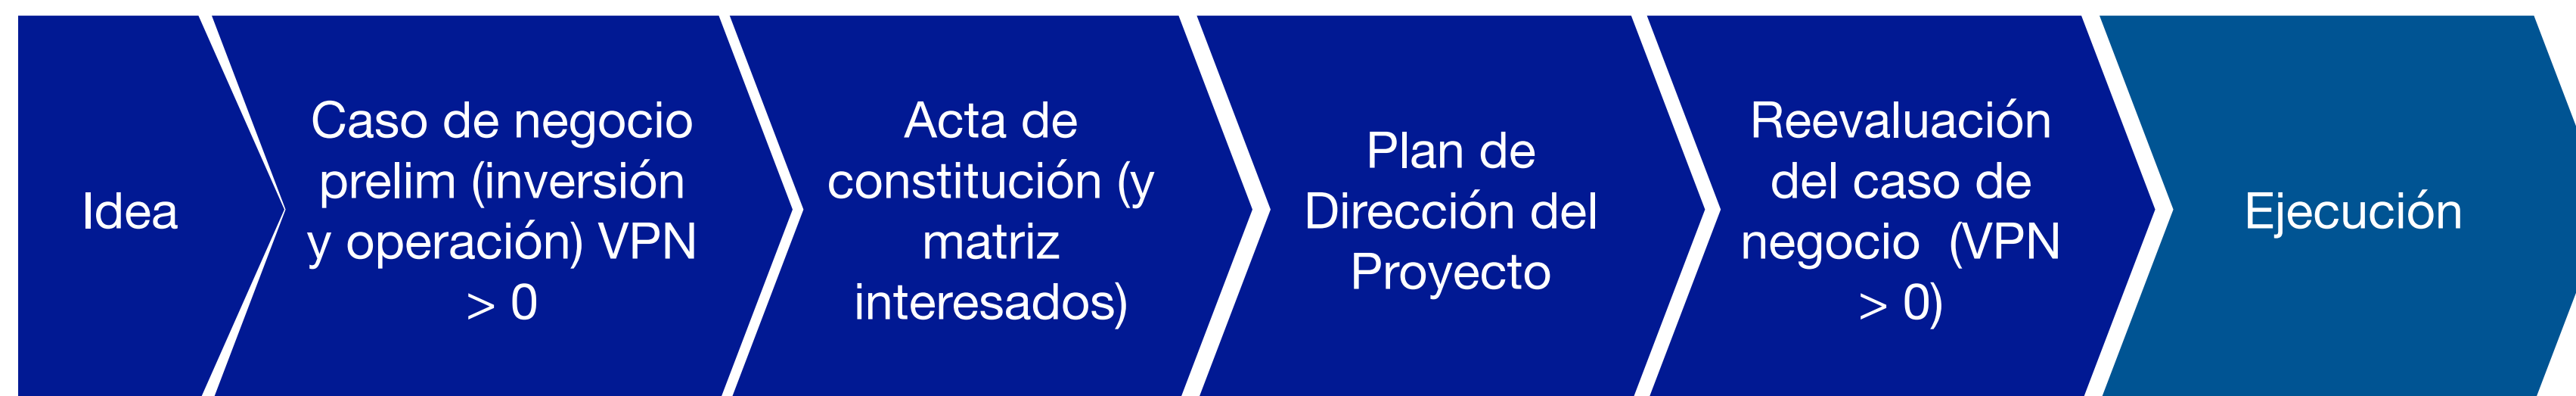 Idea
Caso de negocio
prelim (inversión
y operación) VPN
> 0
Acta de
constitución (y
matriz
interesados)
Plan de
Dirección del
Proyecto
Reevaluación
del caso de
negocio  (VPN
> 0)
Ejecución